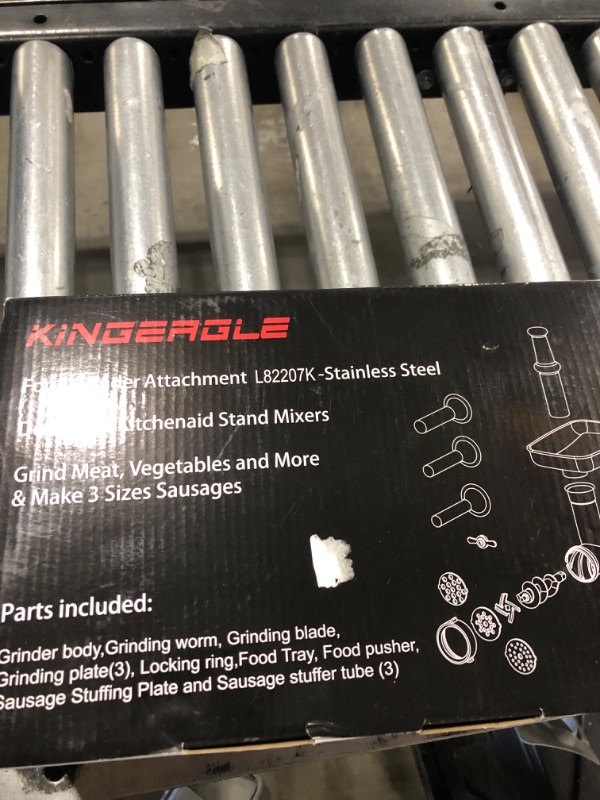 KINGEAGLE
Attachment L82207K-Stainless Steel
Kitchenaid Stand Mixers
Grind Meat, Vegetables and More
& Make 3 Sizes Sausages
Parts included:
Grinder body,Grinding worm, Grinding blade,
Grinding plate(3), Locking ring,Food Tray, Food pusher,
Sausage Stuffing Plate and Sausage stuffer tube (3)